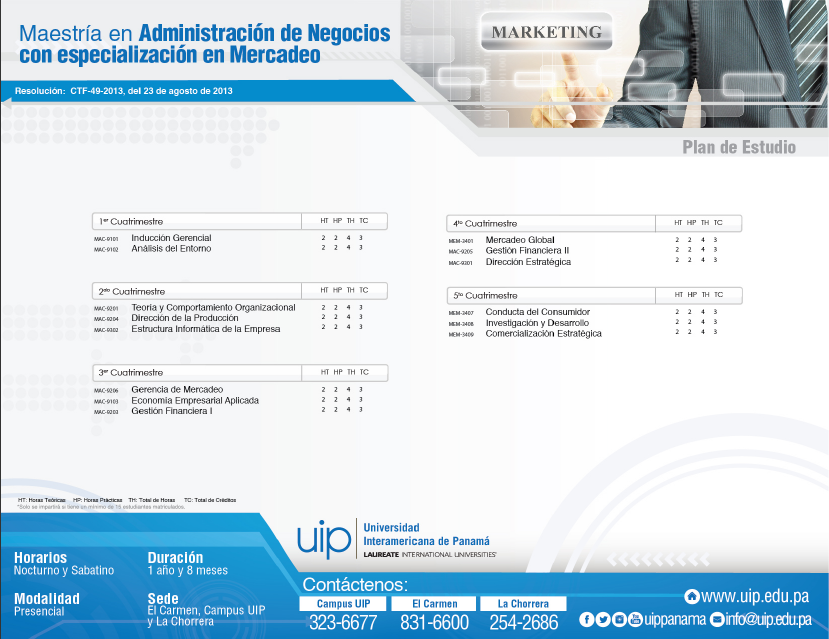 Maestría en Administración de Negocios
con especialización en Mercadeo
MARKETING
Resolución: CTF-49-2013, del 23 de agosto de 2013
Plan de Estudio
1er Cuatrimestre HT HP TH TC
MAC-9101 Inducción Gerencial 2 2 4 3
MAC-9102 Análisis del Entorno 2 2 4 3
2do Cuatrimestre HT HP TH TC
MAC-9201 Teoría y Comportamiento Organizacional 2 2 4 3
MAC-9204 Dirección de la Producción 2 2 4 3
MAC-9302 Estructura Informática de la Empresa 2 2 4 3
3er Cuatrimestre HT HP TH TC
MAC-9206 Gerencia de Mercadeo 2 2 4 3
MAC-9103 Economía Empresarial Aplicada 2 2 4 3
MAC-9203 Gestión Financiera I 2 2 4 3
4to Cuatrimestre HT HP TH TC
MEM-3401 Mercadeo Global 2 2 4 3
MAC-9205 Gestión Financiera II 2 2 4 3
MAC-9301 Dirección Estratégica 2 2 4 3
5to Cuatrimestre HT HP TH TC
MEM-3407 Conducta del Consumidor 2 2 4 3
MEM-3408 Investigación y Desarrollo 2 2 4 3
MEM-3409 Comercialización Estratégica 2 2 4 3
HT: Horas Teóricas HP: Horas Prácticas TH: Total de Horas TC: Total de Créditos
*Solo se impartirá si tiene un mínimo de 15 estudiantes matriculados.
Horarios
Nocturno y Sabatino
Duración
1 año y 8 meses
Modalidad
Presencial
Sede
El Carmen, Campus UIP
y La Chorrera
uip
Universidad
Interamericana de Panamá
LAUREATE INTERNATIONAL UNIVERSITIES®
Contáctenos:
Campus UIP El Carmen La Chorrera
323-6677 831-6600 254-2686
www.uip.edu.pa
uippanama info@uip.edu.pa